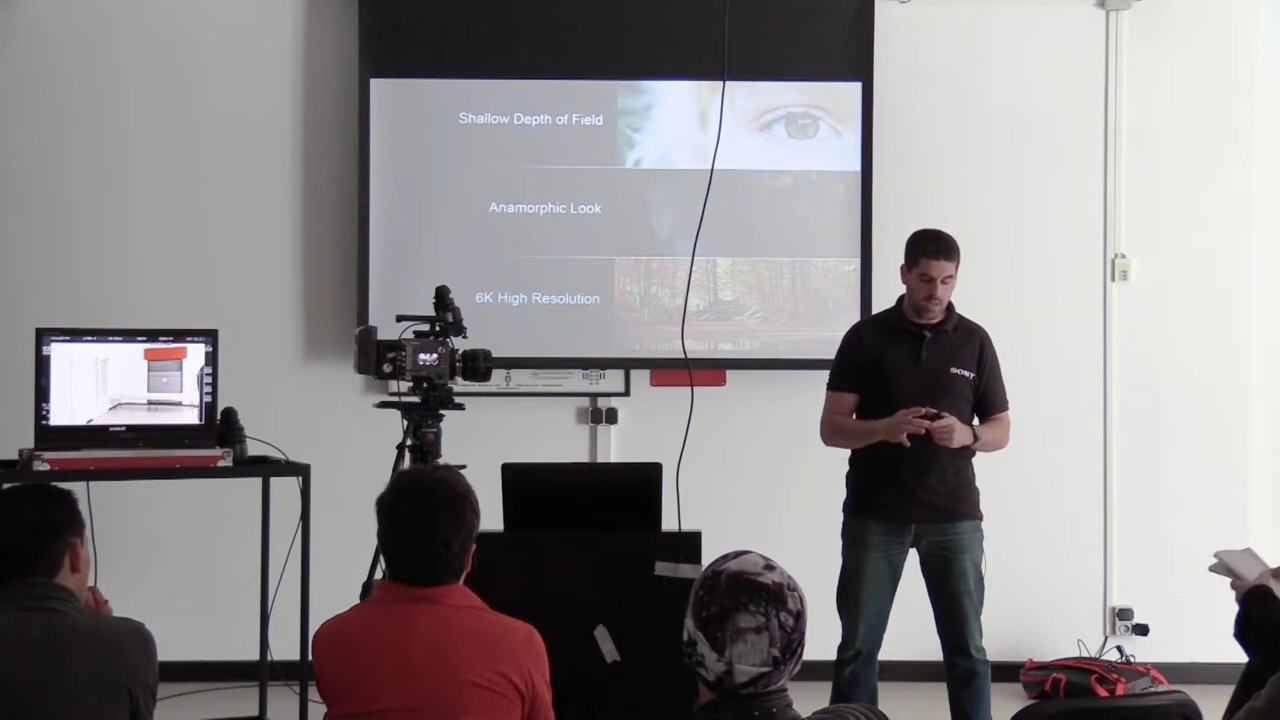 Shallow Depth of Field
Anamorphic Look
6K High Resolution
SONY